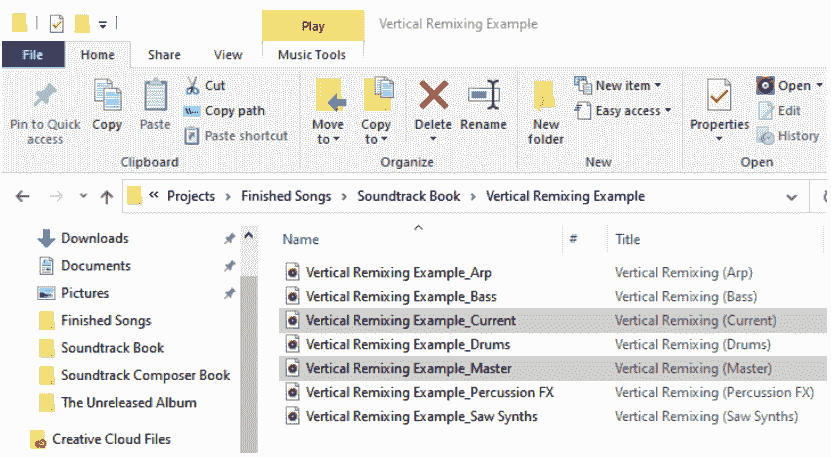 Play Vertical Remixing Example
File Home Share View Music Tools
Pin to Quick access
Copy
Paste
Cut
Copy path
Paste shortcut
Clipboard
Move to
Copy to
Delete
Rename
Organize
New folder
New item
Easy access
New
Properties
Open
Edit
History
Open
« Projects > Finished Songs > Soundtrack Book > Vertical Remixing Example
Downloads
Documents
Pictures
Finished Songs
Soundtrack Book
Soundtrack Composer Book
The Unreleased Album
Creative Cloud Files
Name # Title
Vertical Remixing Example_Arp Vertical Remixing (Arp)
Vertical Remixing Example_Bass Vertical Remixing (Bass)
Vertical Remixing Example_Current Vertical Remixing (Current)
Vertical Remixing Example_Drums Vertical Remixing (Drums)
Vertical Remixing Example_Master Vertical Remixing (Master)
Vertical Remixing Example_Percussion FX Vertical Remixing (Percussion FX)
Vertical Remixing Example_Saw Synths Vertical Remixing (Saw Synths)